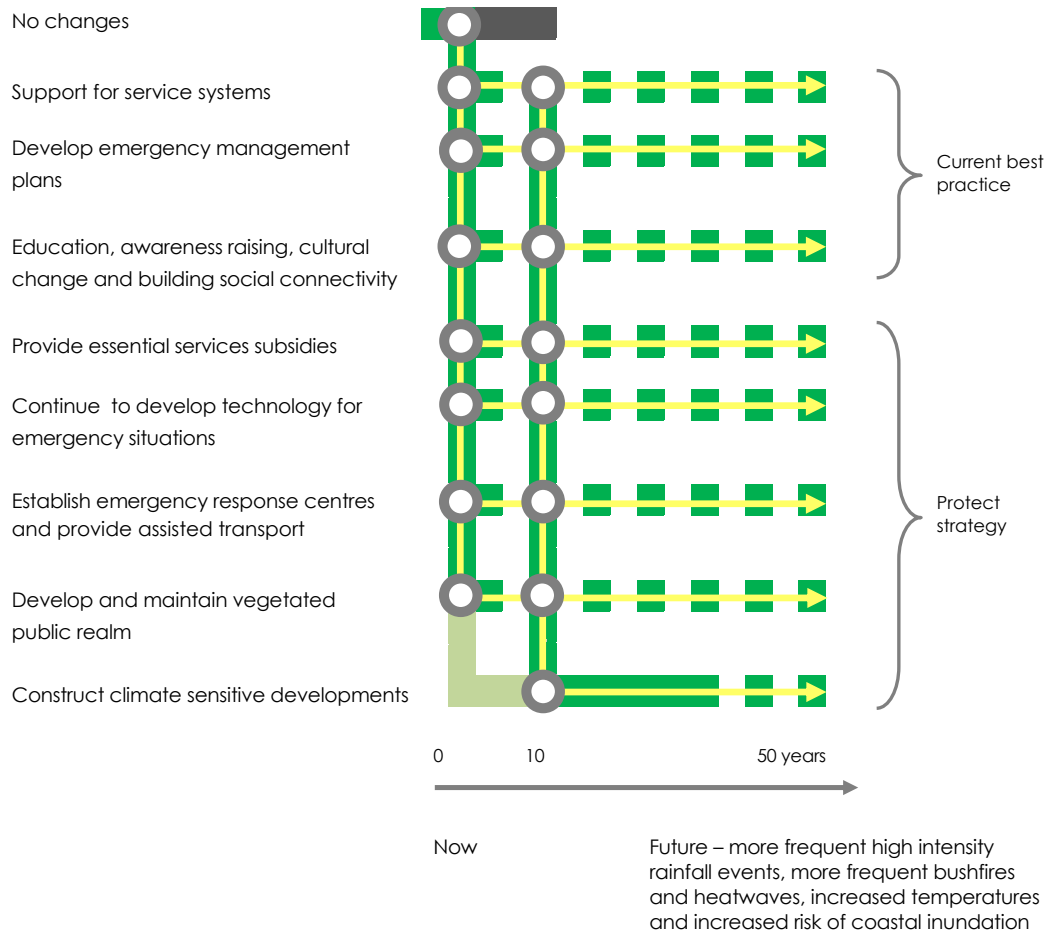 No changes
Support for service systems
Develop emergency management
plans
Education, awareness raising, cultural
change and building social connectivity
Provide essential services subsidies
Continue  to develop technology for
emergency situations
Establish emergency response centres
and provide assisted transport
Develop and maintain vegetated
public realm
Construct climate sensitive developments
Current best
practice
Protect
strategy
0
10
50 years
Now
Future – more frequent high intensity
rainfall events, more frequent bushfires
and heatwaves, increased temperatures
and increased risk of coastal inundation